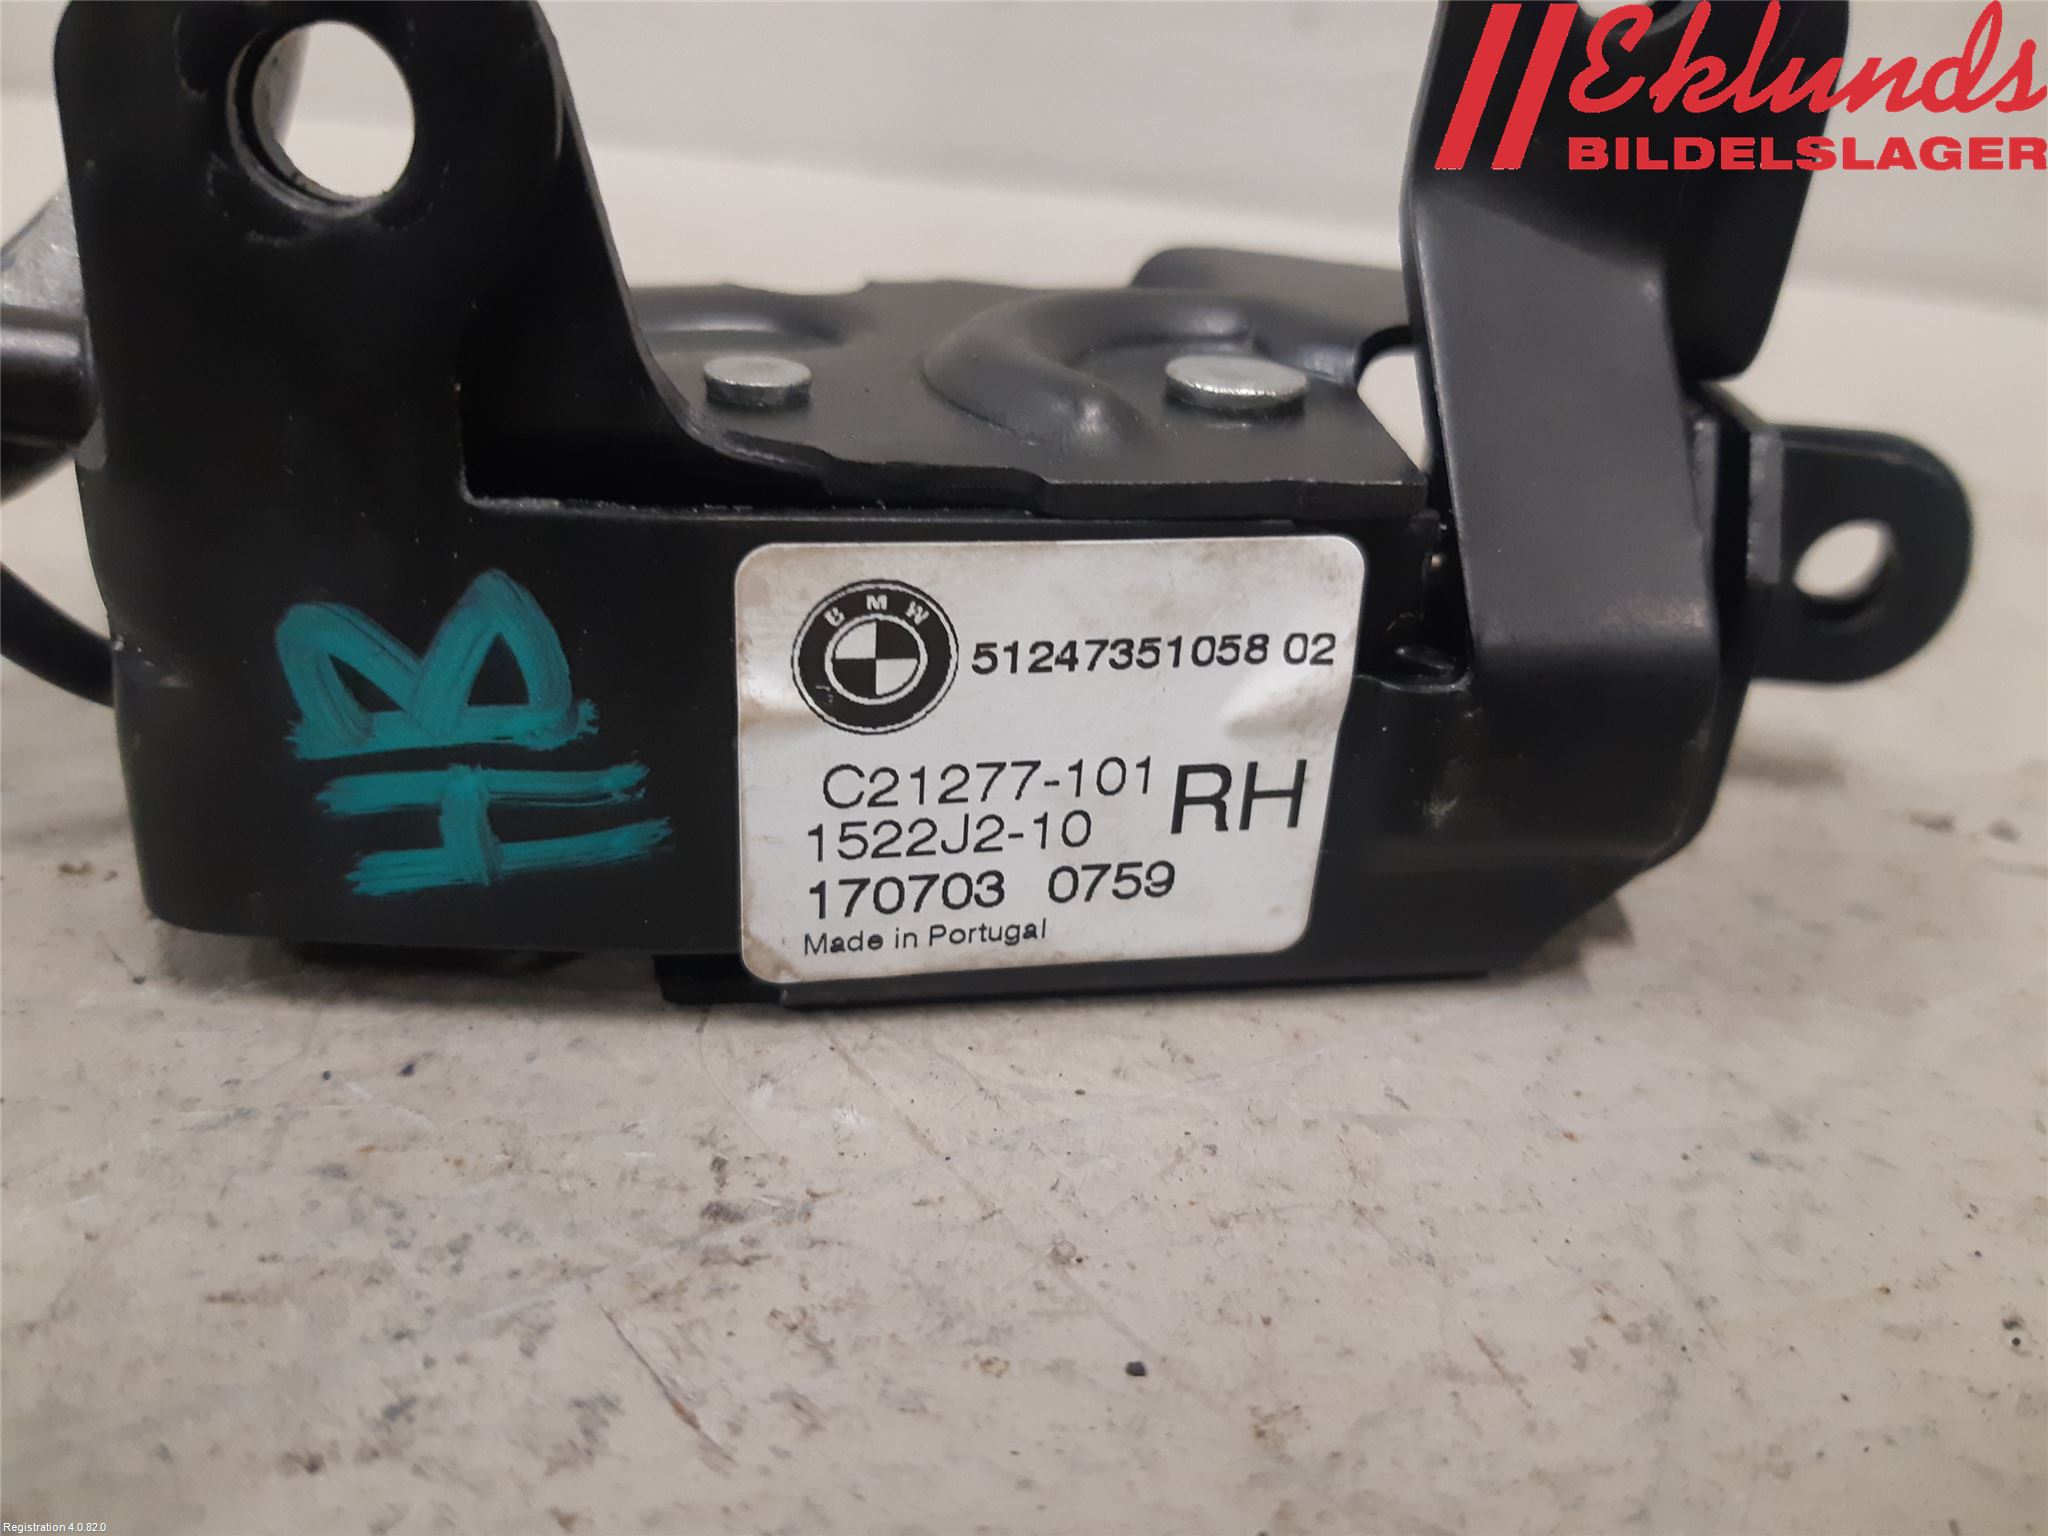 Eklunds
BILDELSLAGER
BMW
51247351058 02
C21277-101
RH
1522J2-10
170703 0759
Made in Portugal
HB
Registration 4.0.82.0